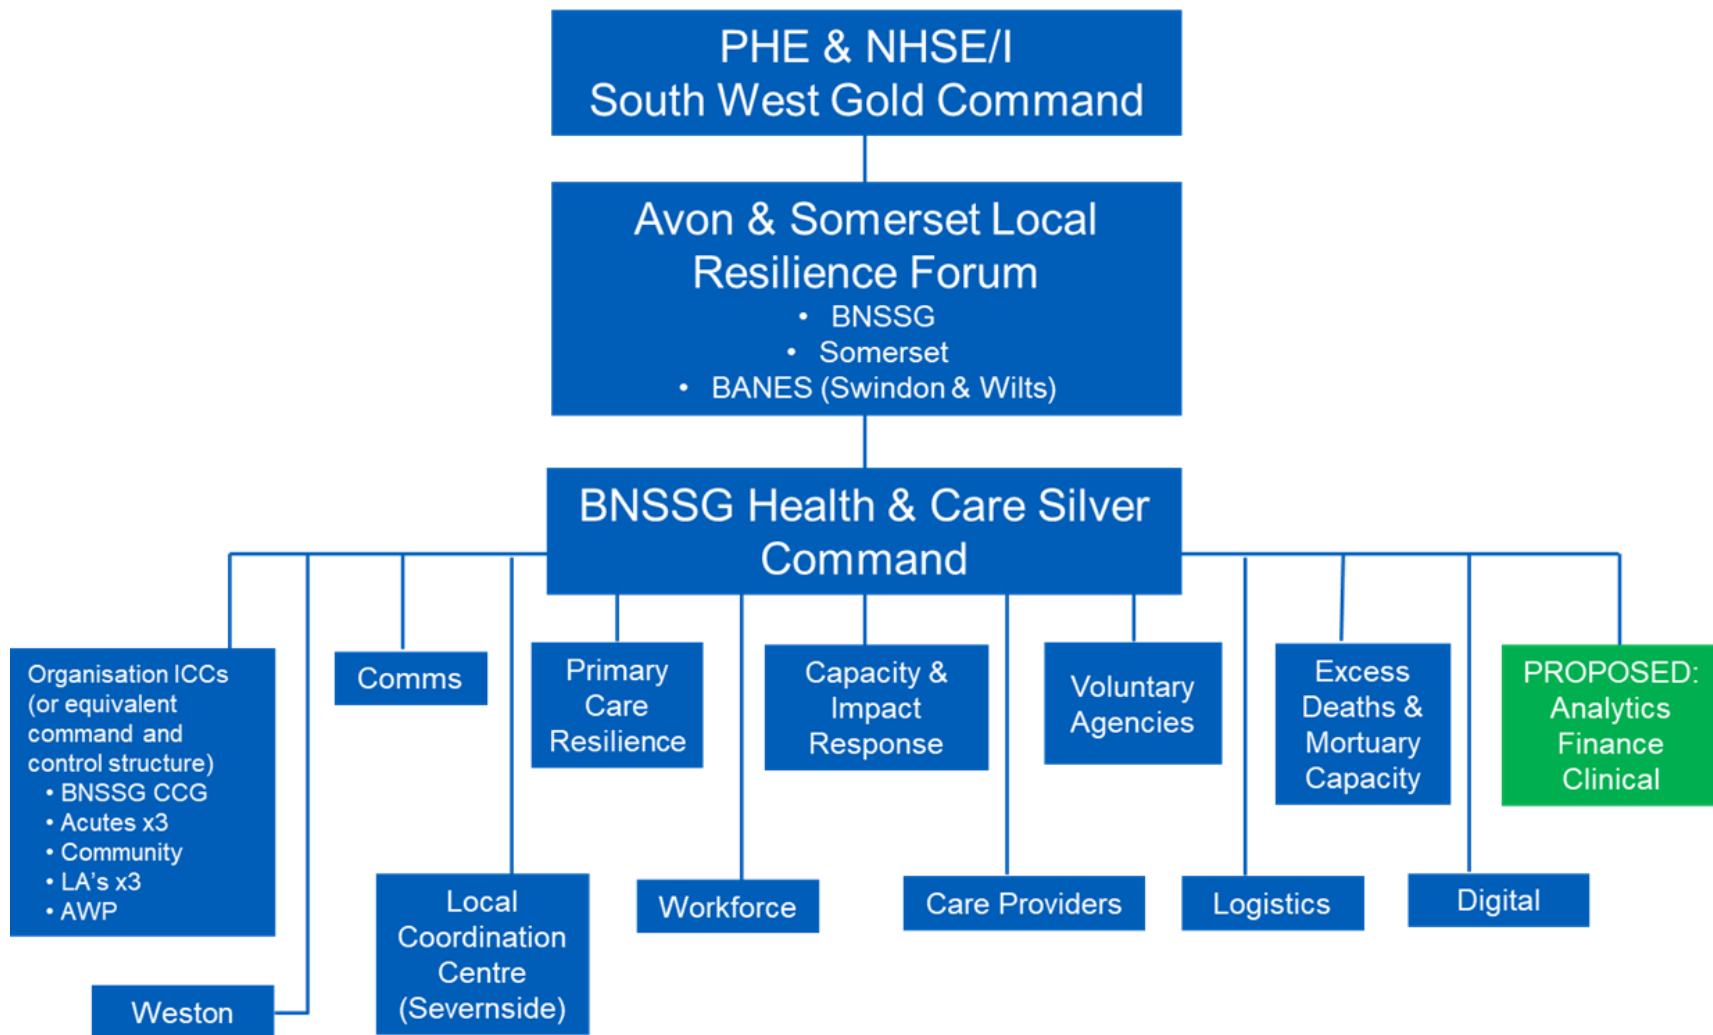 PHE & NHSE/I
South West Gold Command
Avon & Somerset Local
Resilience Forum
• BNSSG
• Somerset
• BANES (Swindon & Wilts)
BNSSG Health & Care Silver
Command
Organisation ICCs
(or equivalent
command and
control structure)
• BNSSG CCG
• Acutes x3
• Community
• LA's x3
• AWP
Weston
Comms
Local
Coordination
Centre
(Severnside)
Primary
Care
Resilience
Workforce
Capacity &
Impact
Response
Care Providers
Voluntary
Agencies
Logistics
Excess
Deaths &
Mortuary
Capacity
Digital
PROPOSED:
Analytics
Finance
Clinical